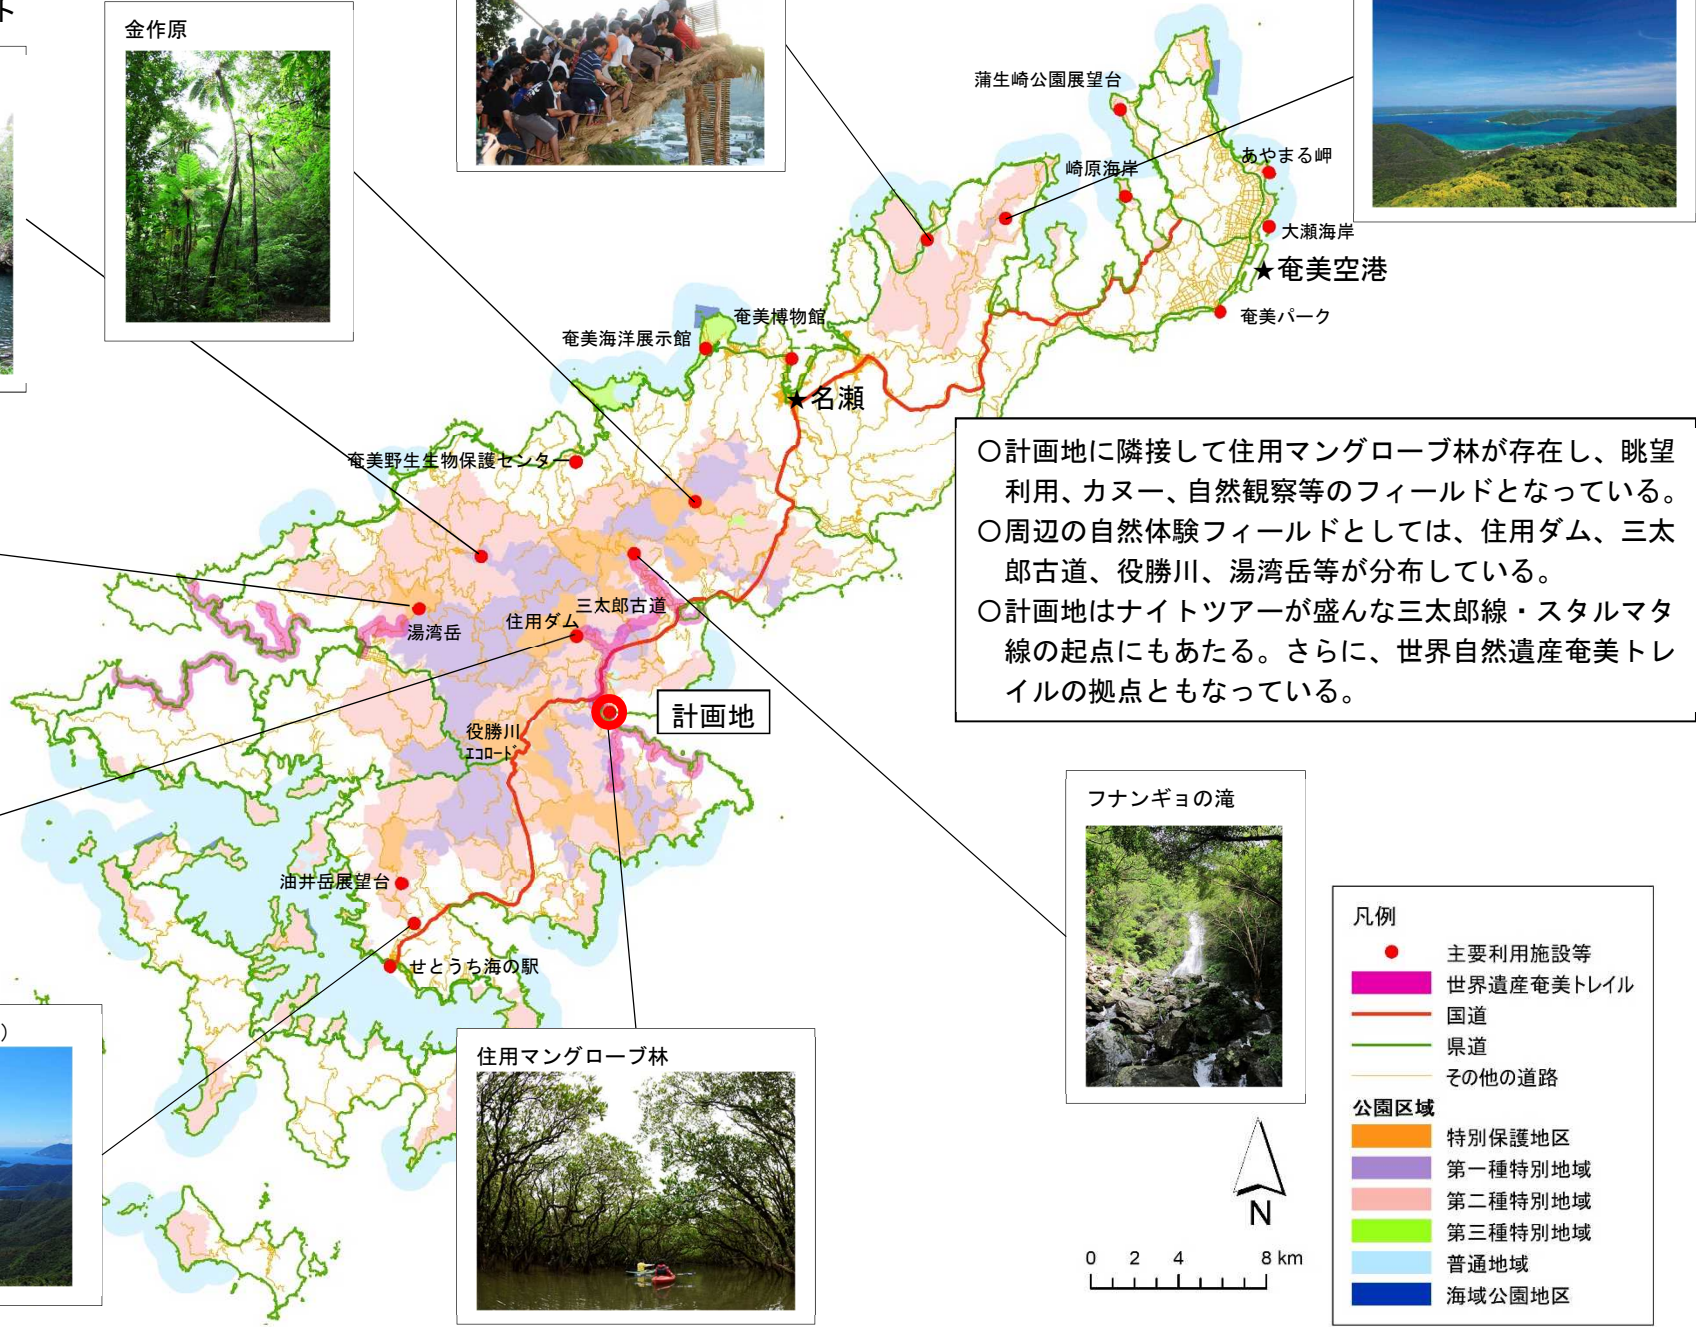 ト
金作原
蒲生崎公園展望台
あやまる岬
崎原海岸
大瀬海岸
★奄美空港
奄美パーク
奄美博物館
奄美海洋展示館
★名瀬
奄美野生生物保護センター
〇計画地に隣接して住用マングローブ林が存在し、眺望
利用、カヌー、自然観察等のフィールドとなっている。
〇周辺の自然体験フィールドとしては、住用ダム、三太
郎古道、役勝川、湯湾岳等が分布している。
〇計画地はナイトツアーが盛んな三太郎線・スタルマタ
線の起点にもあたる。さらに、世界自然遺産奄美トレ
イルの拠点ともなっている。
三太郎古道
住用ダム
湯湾岳
計画地
役勝川
エコロード
フナンギョの滝
油井岳展望台
せとうち海の駅
)
住用マングローブ林
凡例
主要利用施設等
世界遺産奄美トレイル
国道
県道
その他の道路
公園区域
特別保護地区
第一種特別地域
第二種特別地域
第三種特別地域
普通地域
海域公園地区
N
0 2 4 8 km